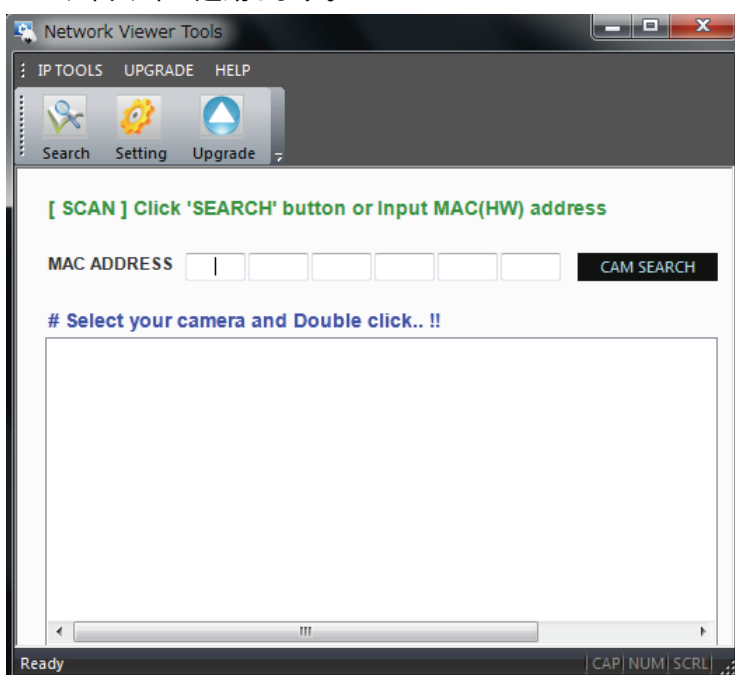 Network Viewer Tools
IP TOOLS UPGRADE HELP
Search Setting Upgrade
[ SCAN ] Click 'SEARCH' button or Input MAC(HW) address
MAC ADDRESS CAM SEARCH
# Select your camera and Double click.. !!
Ready CAP NUM SCRL